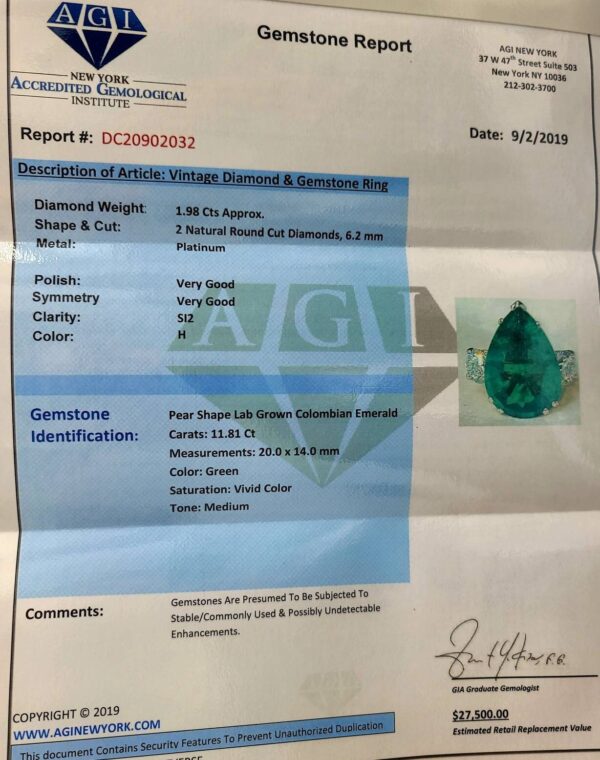 AGI
NEW YORK
ACCREDITED GEMOLOGICAL
INSTITUTE
Gemstone Report
AGI NEW YORK
37 W 47th Street Suite 503
New York NY 10036
212-302-3700
Report #: DC20902032
Date: 9/2/2019
Description of Article: Vintage Diamond & Gemstone Ring
Diamond Weight: 1.98 Cts Approx.
Shape & Cut: 2 Natural Round Cut Diamonds, 6.2 mm
Metal: Platinum
Polish: Very Good
Symmetry Very Good
Clarity: SI2
Color: H
AGI
Gemstone Identification:
Pear Shape Lab Grown Colombian Emerald
Carats: 11.81 Ct
Measurements: 20.0 x 14.0 mm
Color: Green
Saturation: Vivid Color
Tone: Medium
Comments:
Gemstones Are Presumed To Be Subjected To
Stable/Commonly Used & Possibly Undetectable
Enhancements.
GIA Graduate Gemologist
$27,500.00
Estimated Retail Replacement Value
COPYRIGHT © 2019
WWW.AGINEWYORK.COM
This document Contains Security Features To Prevent Unauthorized Duplication